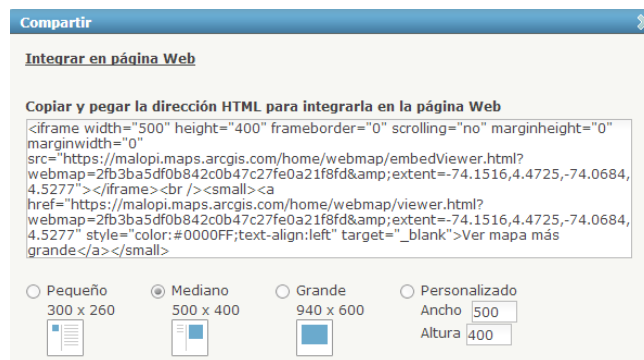 Compartir
Integrar en página Web
Copiar y pegar la dirección HTML para integrarla en la página Web
<iframe width="500" height="400" frameborder="0" scrolling="no" marginheight="0"
marginwidth="0"
src="https://malopi.maps.arcgis.com/home/webmap/embedViewer.html?
webmap=2fb3ba5df0b842c0b47c27fe0a21f8fd&amp;extent=-74.1516,4.4725,-74.0684,
4.5277"></iframe><br /><small><a
href="https://malopi.maps.arcgis.com/home/webmap/viewer.html?
webmap=2fb3ba5df0b842c0b47c27fe0a21f8fd&amp;extent=-74.1516,4.4725,-74.0684,
4.5277" style="color:#0000FF;text-align:left" target="_blank">Ver mapa más
grande</a></small>
Pequeño Mediano Grande Personalizado
300 x 260 500 x 400 940 x 600 Ancho 500
Altura 400